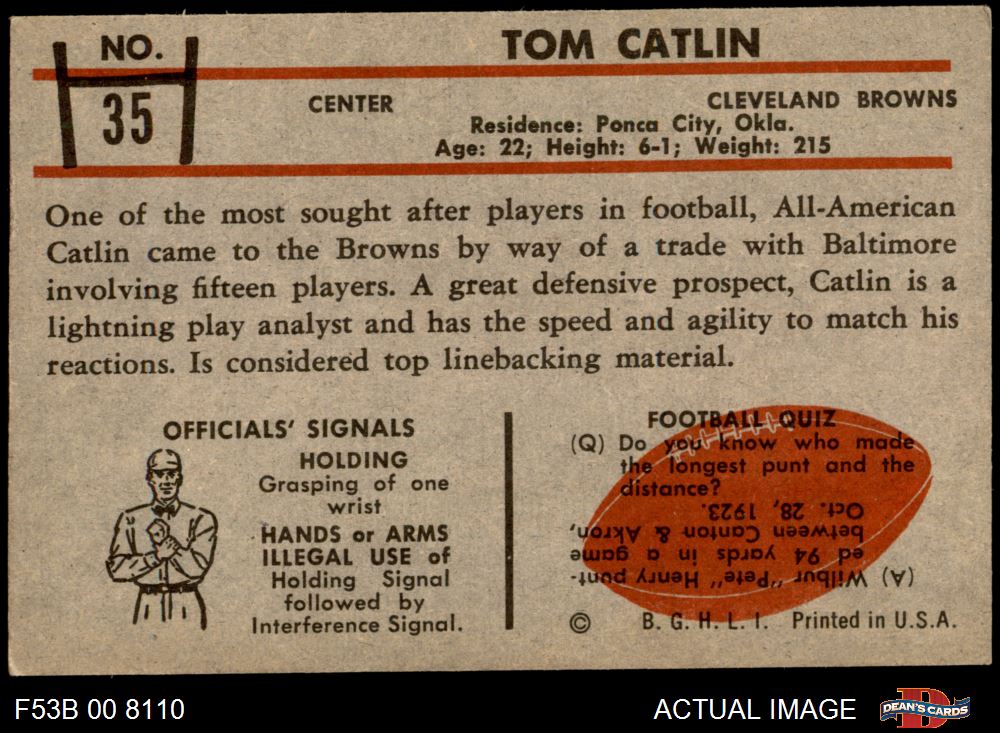 NO.
35
TOM CATLIN
CENTER
CLEVELAND BROWNS
Residence: Ponca City, Okla.
Age: 22; Height: 6-1; Weight: 215
One of the most sought after players in football, All-American
Catlin came to the Browns by way of a trade with Baltimore
involving fifteen players. A great defensive prospect, Catlin is a
lightning play analyst and has the speed and agility to match his
reactions. Is considered top linebacking material.
OFFICIALS' SIGNALS
HOLDING
Grasping of one
wrist
HANDS or ARMS
ILLEGAL USE of
Holding Signal
followed by
Interference Signal.
FOOTBALL QUIZ
(Q) Do you know who made
the longest punt and the
distance?
(A) Wilbur "Pete" Henry punt-
ed 94 yards in a game
between Canton & Akron,
Oct. 28, 1923.
© B. G. H. L. I. Printed in U.S.A.
F53B 00 8110
ACTUAL IMAGE
D
DEAN'S CARDS